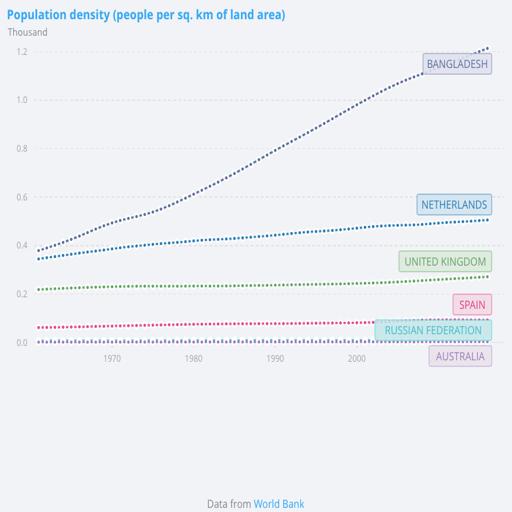 Population density (people per sq. km of land area)
Thousand
1.2
BANGLADESH
1.0
0.8
0.6
NETHERLANDS
0.4
UNITED KINGDOM
0.2
SPAIN
RUSSIAN FEDERATION
0.0
AUSTRALIA
1970 1980 1990 2000
Data from World Bank